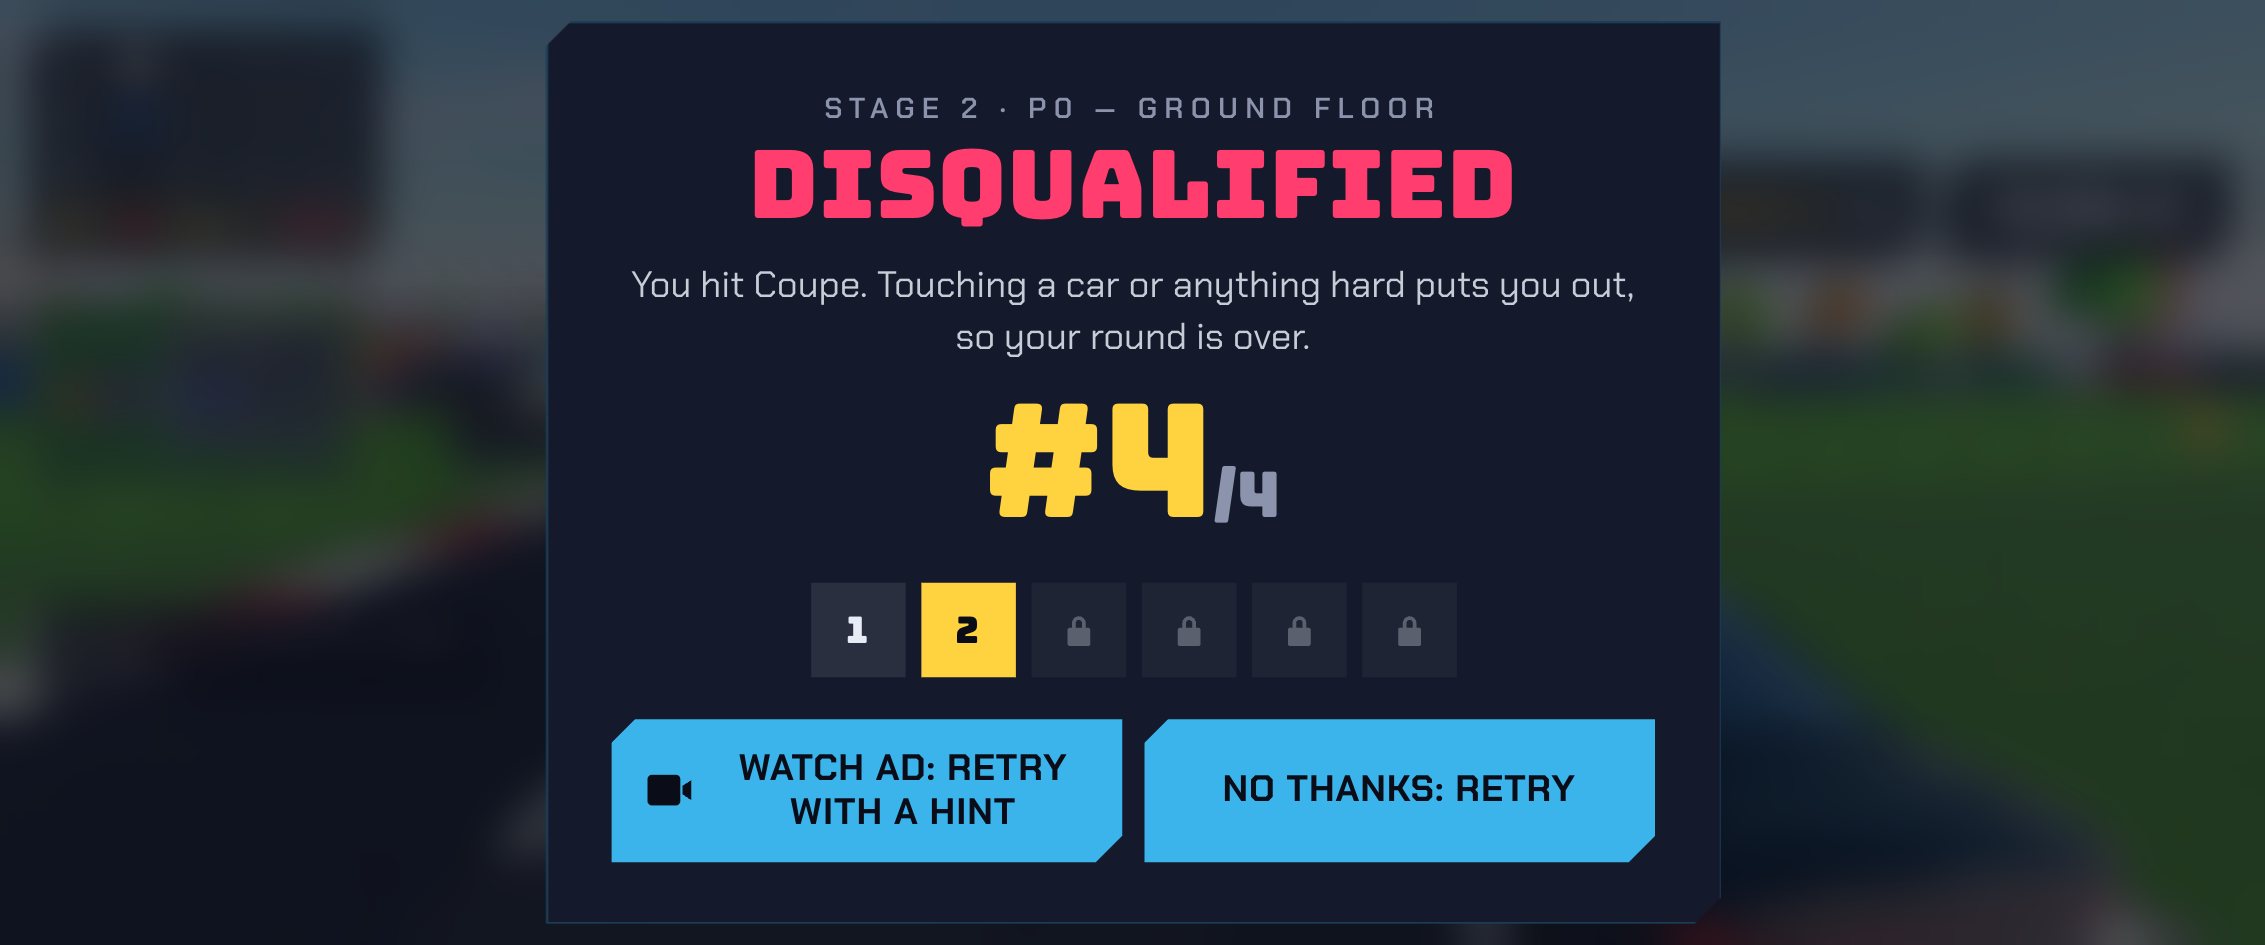 STAGE 2 · PO — GROUND FLOOR
DISQUALIFIED
You hit Coupe. Touching a car or anything hard puts you out,
so your round is over.
#4/4
1 2
WATCH AD: RETRY
WITH A HINT
NO THANKS: RETRY